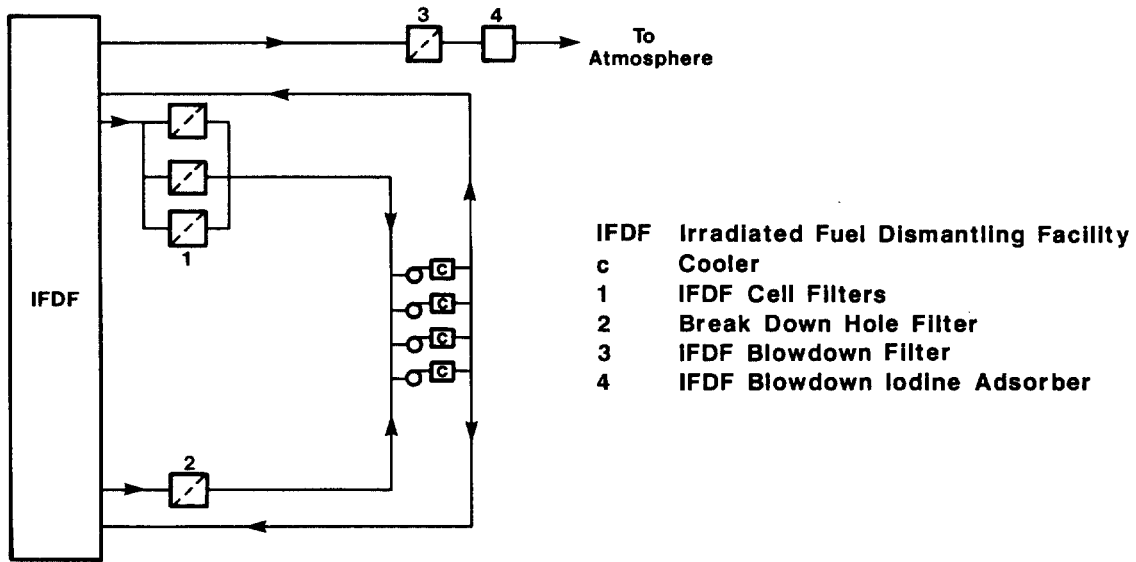 3
4
To
Atmosphere
1
IFDF
C
C
C
C
2
IFDF Irradiated Fuel Dismantling Facility
c Cooler
1 IFDF Cell Filters
2 Break Down Hole Filter
3 IFDF Blowdown Filter
4 IFDF Blowdown Iodine Adsorber